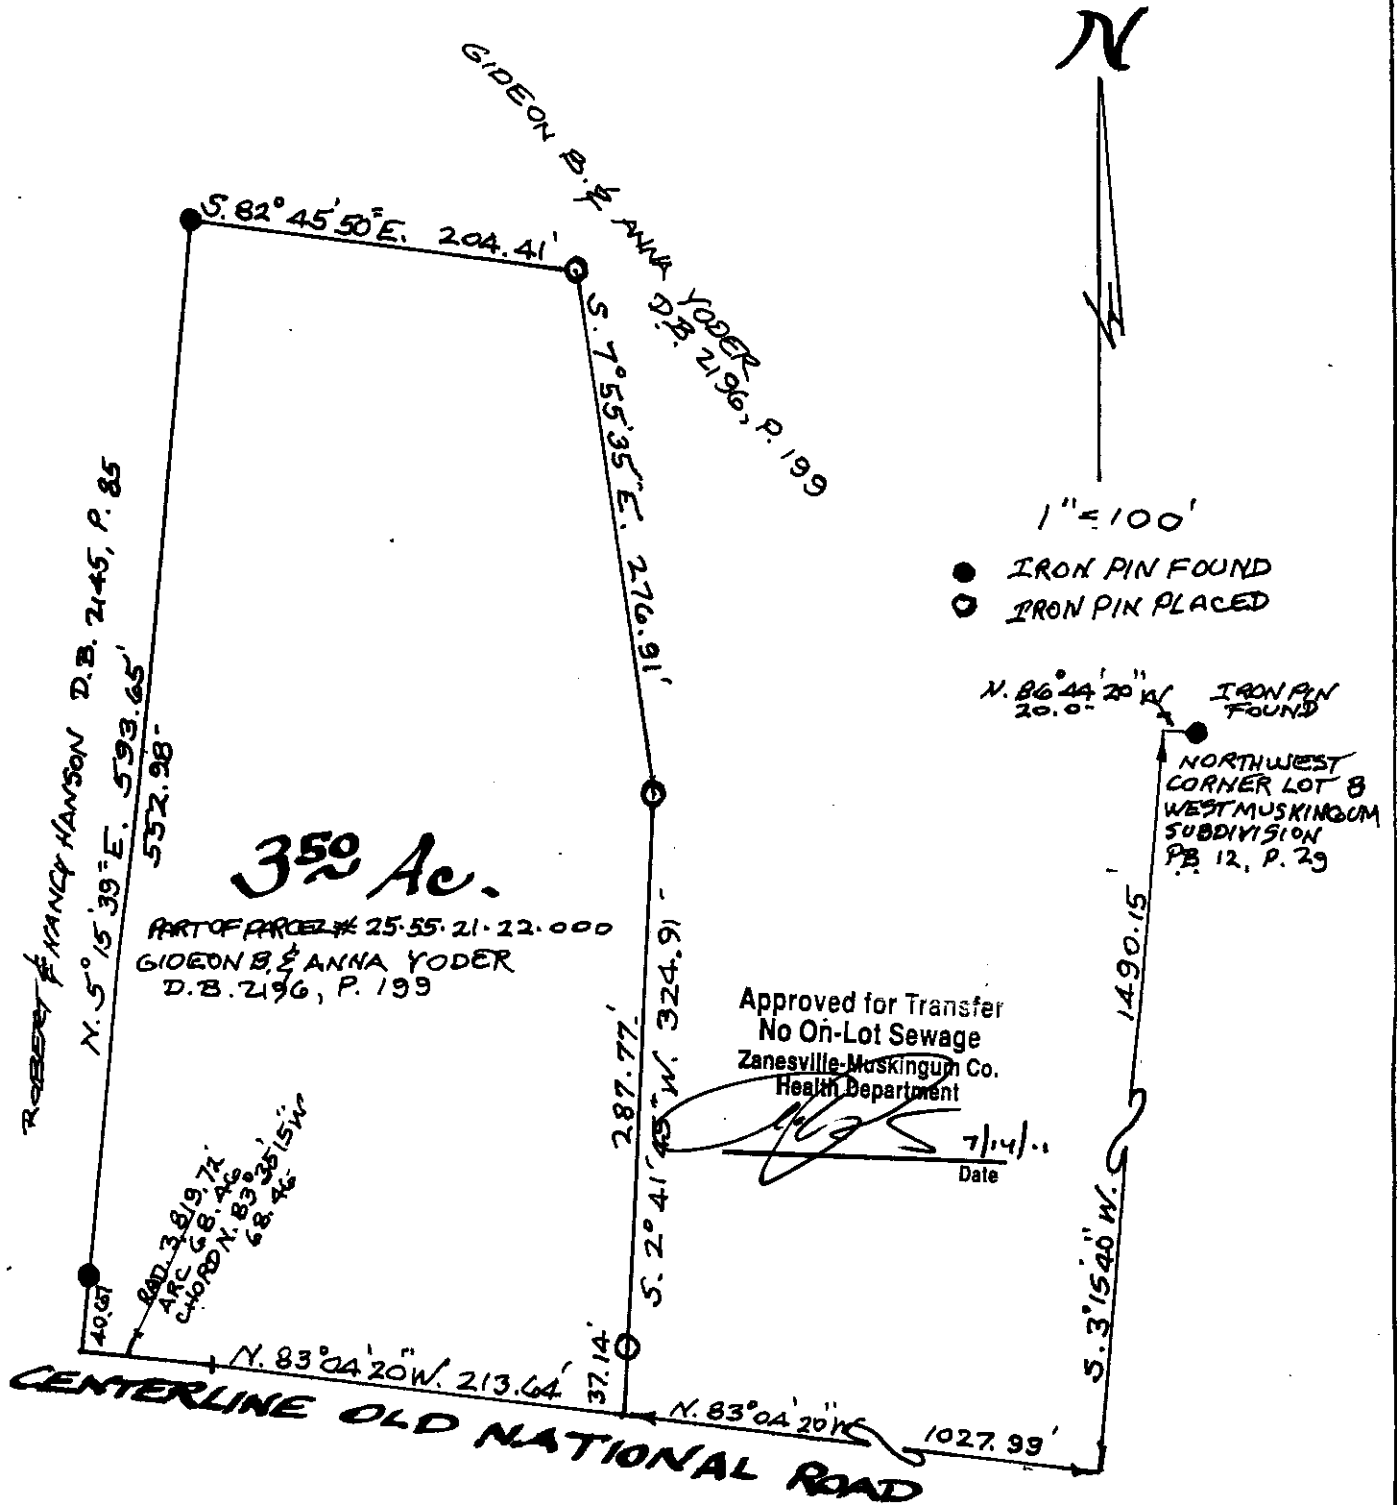 N
GIDEON B. & ANNA YODER
D.B. 2196, P. 199
S. 82° 45' 50" E. 204.41'
S. 7° 55' 35" E. 276.91'
1" = 100'
IRON PIN FOUND
IRON PIN PLACED
N. 86° 44' 20" W
20.0'
IRON PIN
FOUND
NORTHWEST
CORNER LOT 8
WEST MUSKINGUM
SUBDIVISION
P.B. 12, P. 29
ROBERT & NANCY HANSON D.B. 2145, P. 85
N. 5° 15' 39" E. 593.65'
552.98'
3.50 Ac.
PART OF PARCEL # 25-55-21-22-000
GIDEON B. & ANNA YODER
D.B. 2196, P. 199
287.77'
S. 2° 41' 45" W. 324.91'
1490.15'
S. 3° 15' 40" W.
Approved for Transfer
No On-Lot Sewage
Zanesville-Muskingum Co.
Health Department
7/14/11
Date
RAD. 3,819.72'
ARC 68.46
CHORD N. 83° 35' 15" W
68.46
40.67
37.14'
N. 83° 04' 20" W. 213.64'
N. 83° 04' 20" W
1027.99'
CENTERLINE OLD NATIONAL ROAD